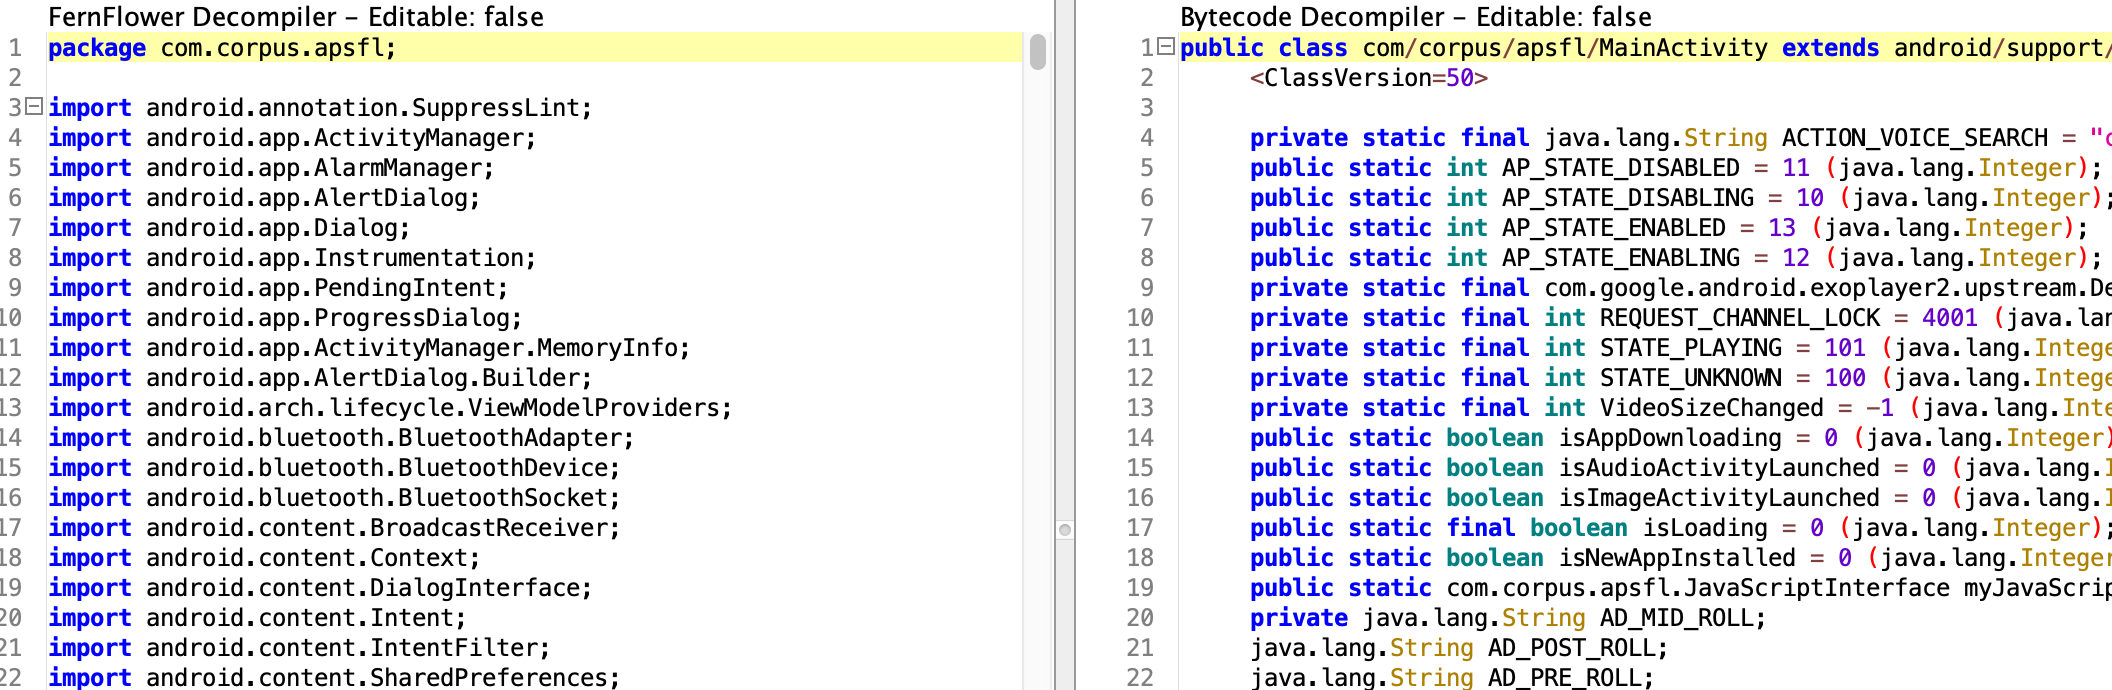 FernFlower Decompiler – Editable: false
1 package com.corpus.apsfl;
2
3 import android.annotation.SuppressLint;
4 import android.app.ActivityManager;
5 import android.app.AlarmManager;
6 import android.app.AlertDialog;
7 import android.app.Dialog;
8 import android.app.Instrumentation;
9 import android.app.PendingIntent;
10 import android.app.ProgressDialog;
11 import android.app.ActivityManager.MemoryInfo;
12 import android.app.AlertDialog.Builder;
13 import android.arch.lifecycle.ViewModelProviders;
14 import android.bluetooth.BluetoothAdapter;
15 import android.bluetooth.BluetoothDevice;
16 import android.bluetooth.BluetoothSocket;
17 import android.content.BroadcastReceiver;
18 import android.content.Context;
19 import android.content.DialogInterface;
20 import android.content.Intent;
21 import android.content.IntentFilter;
22 import android.content.SharedPreferences;
Bytecode Decompiler – Editable: false
1 public class com/corpus/apsfl/MainActivity extends android/support/
2 <ClassVersion=50>
3
4 private static final java.lang.String ACTION_VOICE_SEARCH = "
5 public static int AP_STATE_DISABLED = 11 (java.lang.Integer);
6 public static int AP_STATE_DISABLING = 10 (java.lang.Integer);
7 public static int AP_STATE_ENABLED = 13 (java.lang.Integer);
8 public static int AP_STATE_ENABLING = 12 (java.lang.Integer);
9 private static final com.google.android.exoplayer2.upstream.De
10 private static final int REQUEST_CHANNEL_LOCK = 4001 (java.lan
11 private static final int STATE_PLAYING = 101 (java.lang.Intege
12 private static final int STATE_UNKNOWN = 100 (java.lang.Intege
13 private static final int VideoSizeChanged = -1 (java.lang.Inte
14 public static boolean isAppDownloading = 0 (java.lang.Integer)
15 public static boolean isAudioActivityLaunched = 0 (java.lang.I
16 public static boolean isImageActivityLaunched = 0 (java.lang.I
17 public static final boolean isLoading = 0 (java.lang.Integer);
18 public static boolean isNewAppInstalled = 0 (java.lang.Integer
19 public static com.corpus.apsfl.JavaScriptInterface myJavaScrip
20 private java.lang.String AD_MID_ROLL;
21 java.lang.String AD_POST_ROLL;
22 java.lang.String AD_PRE_ROLL;